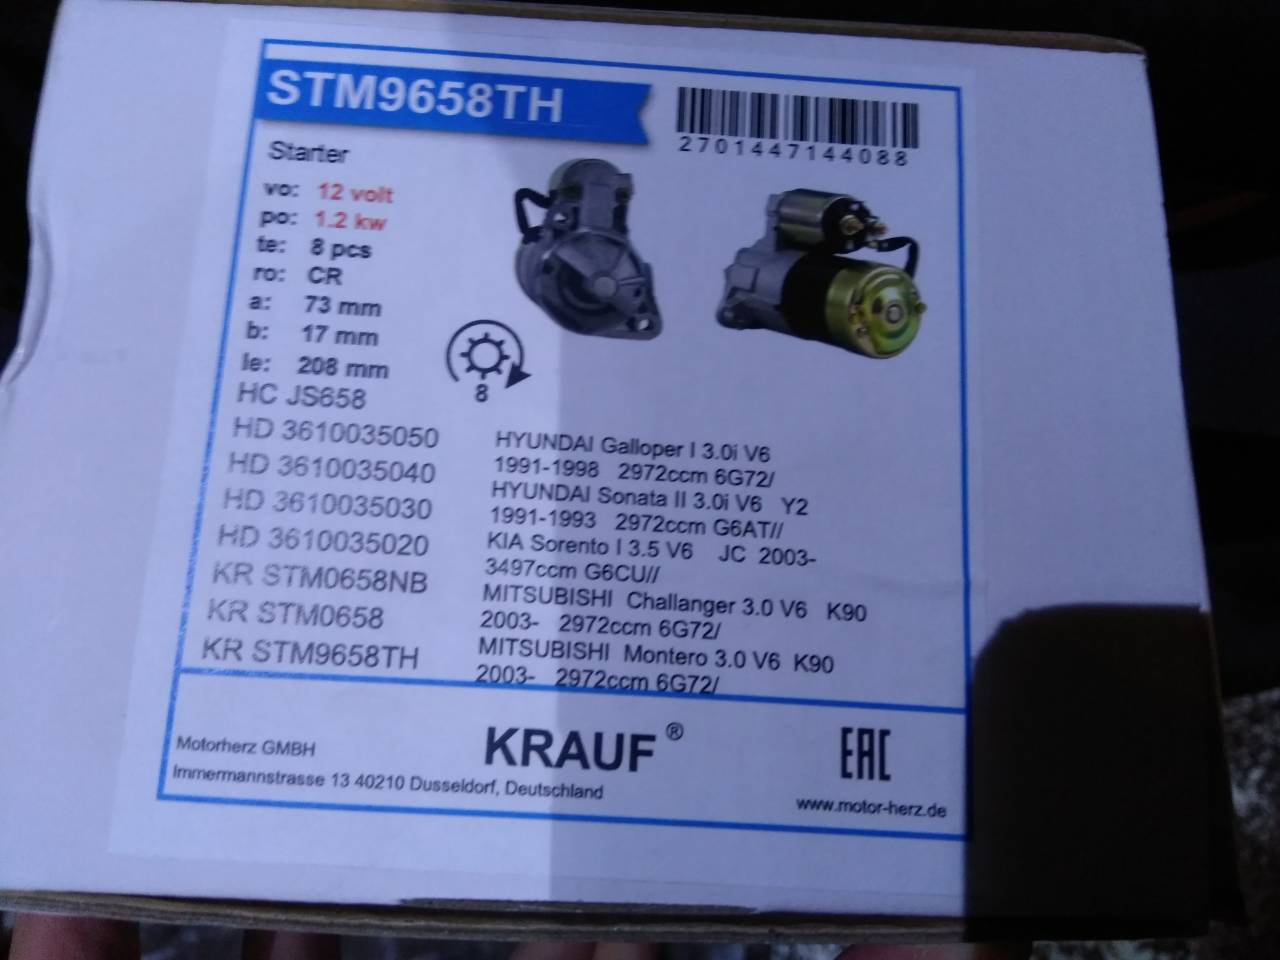 STM9658TH
2701447144088
Starter
vo: 12 volt
po: 1.2 kw
te: 8 pcs
ro: CR
a: 73 mm
b: 17 mm
le: 208 mm
8
HC JS658
HD 3610035050
HD 3610035040
HD 3610035030
HD 3610035020
KR STM0658NB
KR STM0658
KR STM9658TH
HYUNDAI Galloper I 3.0i V6
1991-1998 2972ccm 6G72/
HYUNDAI Sonata II 3.0i V6 Y2
1991-1993 2972ccm G6AT//
KIA Sorento I 3.5 V6 JC 2003-
3497ccm G6CU//
MITSUBISHI Challanger 3.0 V6 K90
2003- 2972ccm 6G72/
MITSUBISHI Montero 3.0 V6 K90
2003- 2972ccm 6G72/
Motorherz GMBH
Immermannstrasse 13 40210 Dusseldorf, Deutschland
KRAUF ®
EAC
www.motor-herz.de